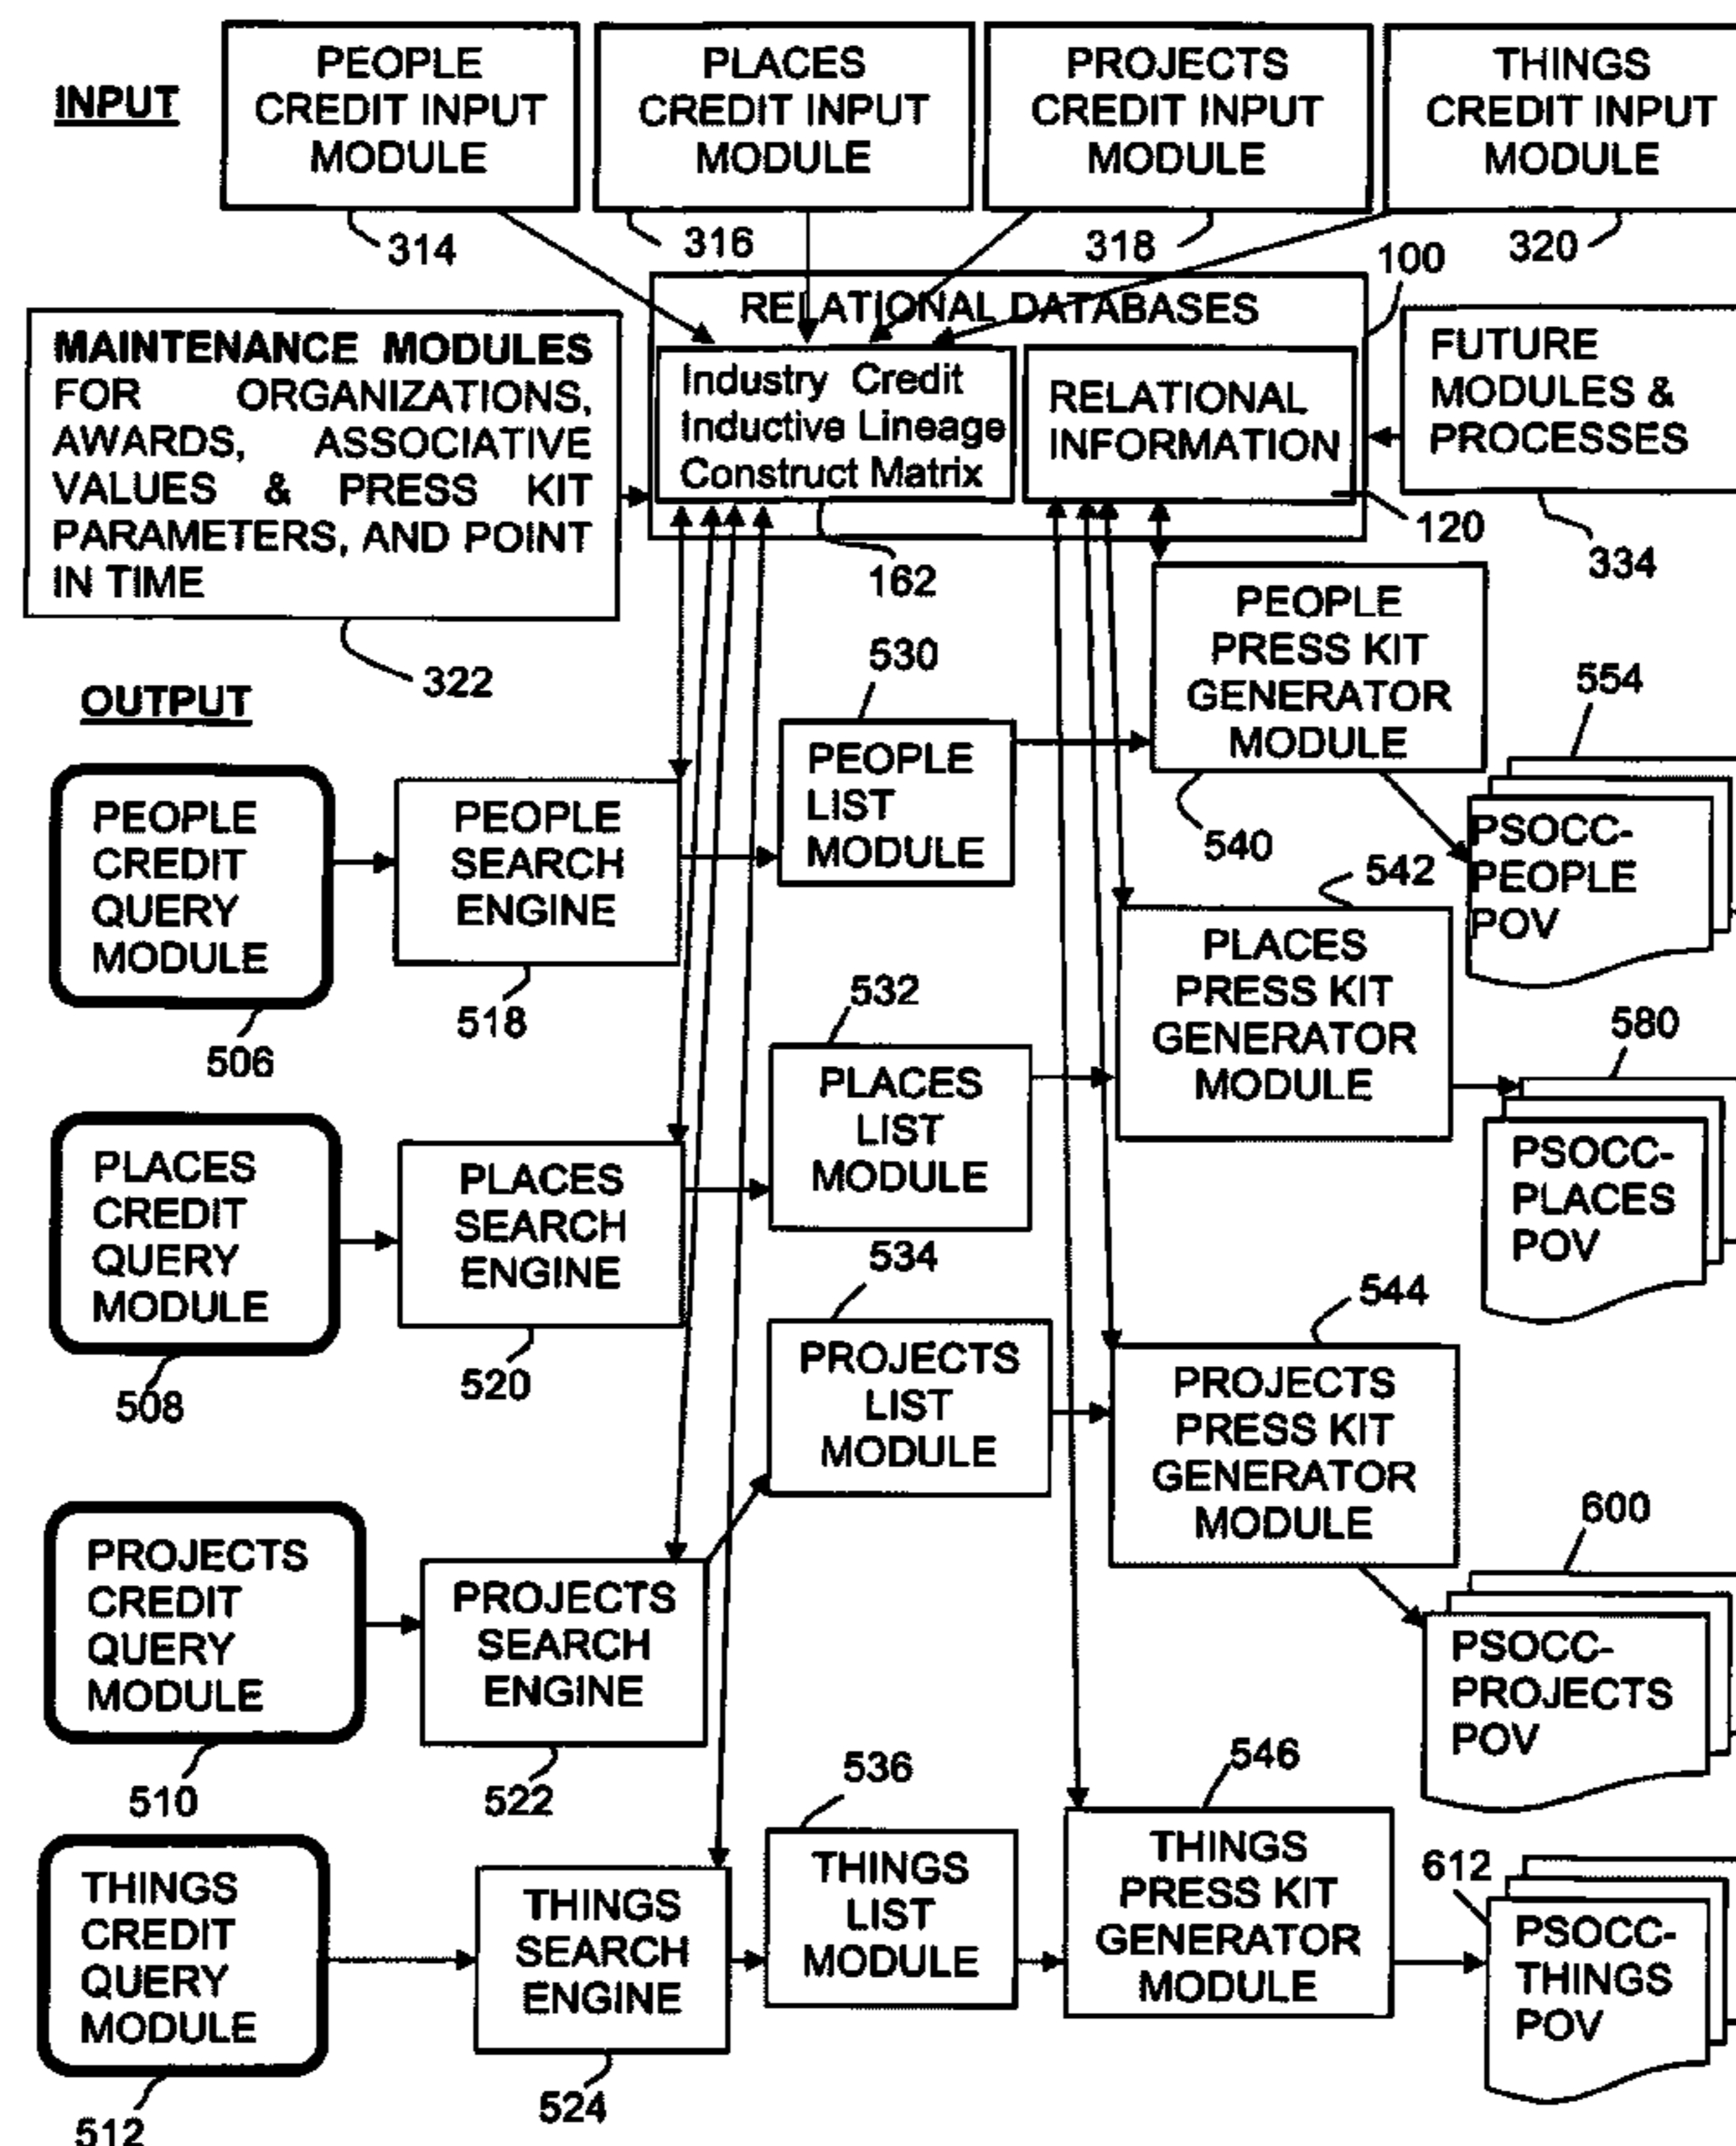 INPUT
PEOPLE
CREDIT INPUT
MODULE
PLACES
CREDIT INPUT
MODULE
PROJECTS
CREDIT INPUT
MODULE
THINGS
CREDIT INPUT
MODULE
314
316
318
320
100
RELATIONAL DATABASES
MAINTENANCE MODULES
FOR ORGANIZATIONS,
AWARDS, ASSOCIATIVE
VALUES & PRESS KIT
PARAMETERS, AND POINT
IN TIME
322
Industry Credit
Inductive Lineage
Construct Matrix
162
RELATIONAL
INFORMATION
120
FUTURE
MODULES &
PROCESSES
334
OUTPUT
PEOPLE
CREDIT
QUERY
MODULE
506
PEOPLE
SEARCH
ENGINE
518
530
PEOPLE
LIST
MODULE
PEOPLE
PRESS KIT
GENERATOR
MODULE
540
554
PSOCC-
PEOPLE
POV
PLACES
CREDIT
QUERY
MODULE
508
PLACES
SEARCH
ENGINE
520
532
PLACES
LIST
MODULE
542
PLACES
PRESS KIT
GENERATOR
MODULE
580
PSOCC-
PLACES
POV
PROJECTS
CREDIT
QUERY
MODULE
510
PROJECTS
SEARCH
ENGINE
522
534
PROJECTS
LIST
MODULE
544
PROJECTS
PRESS KIT
GENERATOR
MODULE
600
PSOCC-
PROJECTS
POV
THINGS
CREDIT
QUERY
MODULE
512
THINGS
SEARCH
ENGINE
524
536
THINGS
LIST
MODULE
546
THINGS
PRESS KIT
GENERATOR
MODULE
612
PSOCC-
THINGS
POV